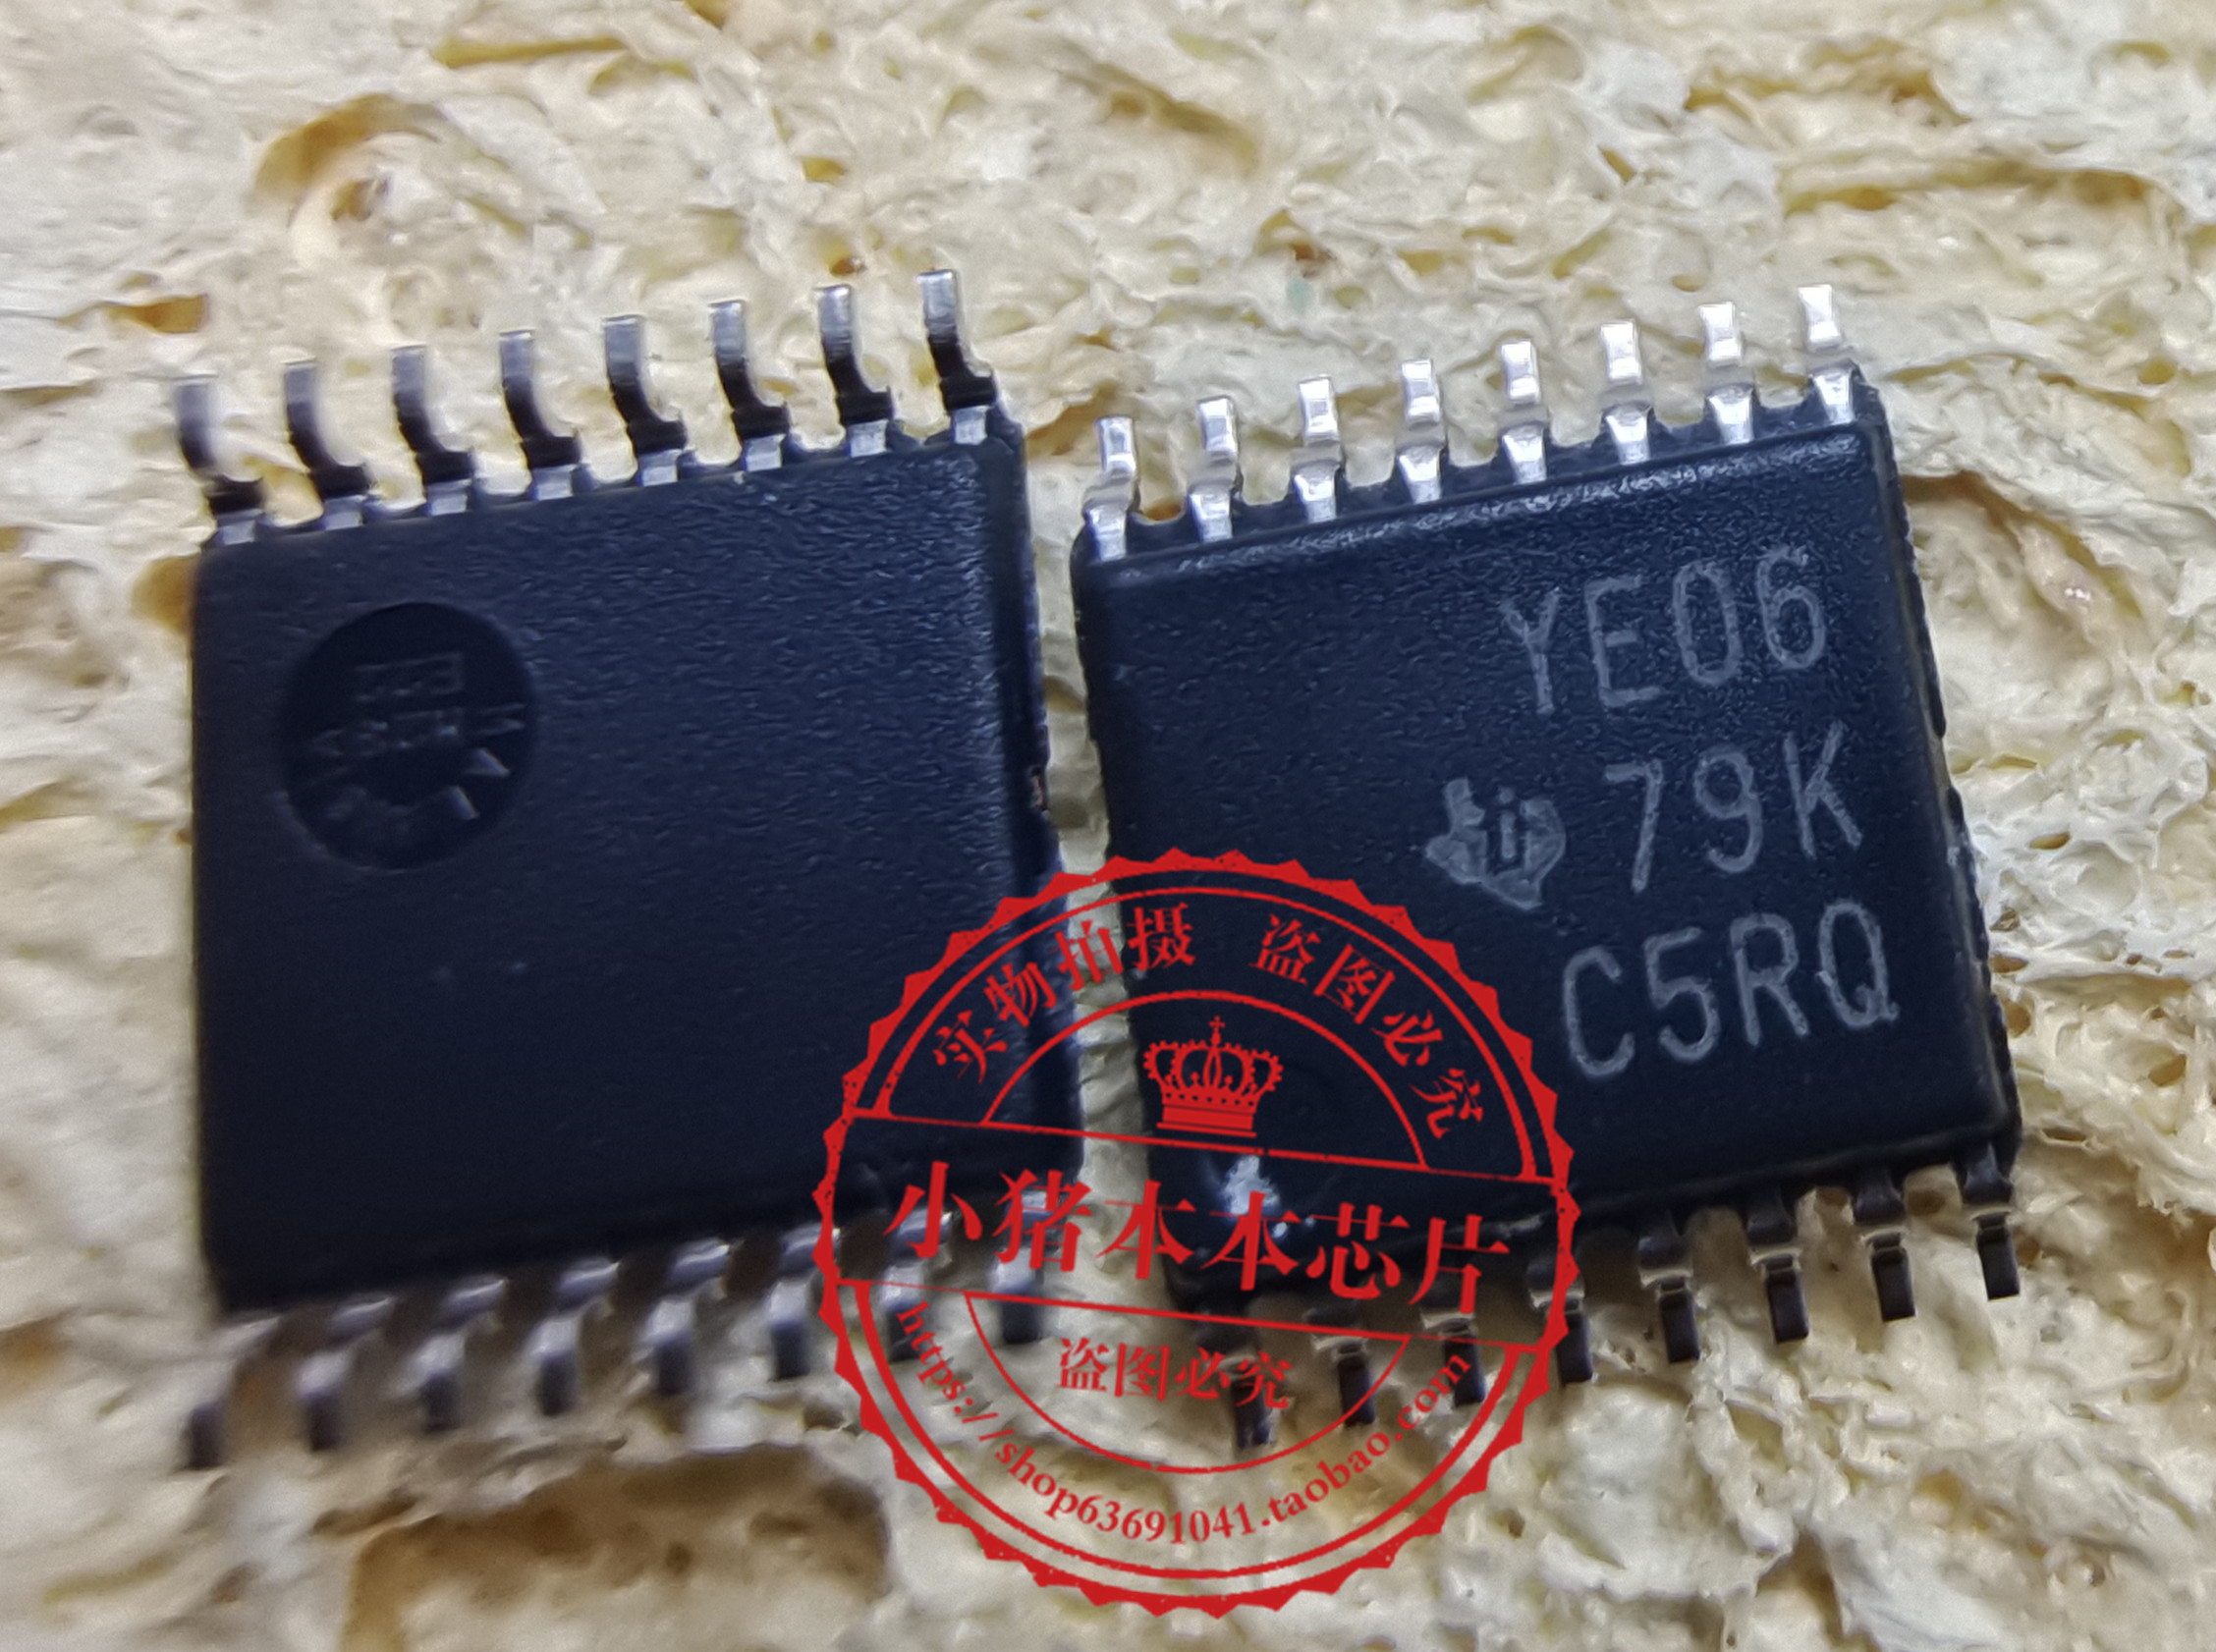 YE06
ti 79K
C5RQ
实物拍摄 盗图必究
小猪本本芯片
盗图必究
https://shop63691041.taobao.com